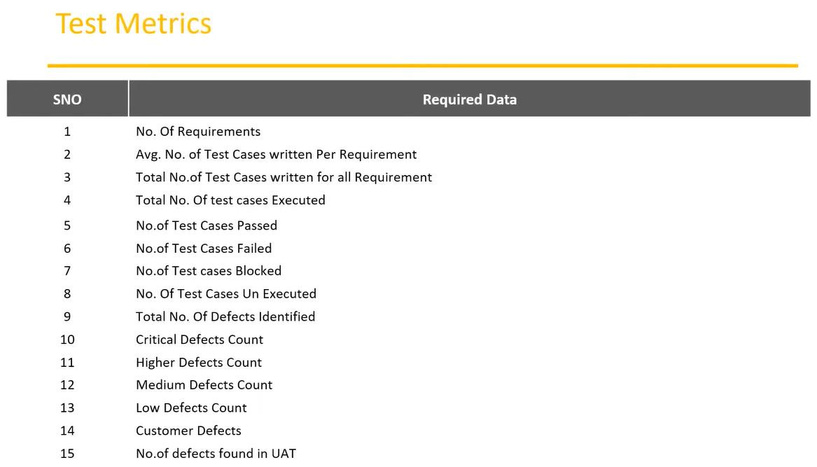 Test Metrics
SNO Required Data
1 No. Of Requirements
2 Avg. No. of Test Cases written Per Requirement
3 Total No.of Test Cases written for all Requirement
4 Total No. Of test cases Executed
5 No.of Test Cases Passed
6 No.of Test Cases Failed
7 No.of Test cases Blocked
8 No. Of Test Cases Un Executed
9 Total No. Of Defects Identified
10 Critical Defects Count
11 Higher Defects Count
12 Medium Defects Count
13 Low Defects Count
14 Customer Defects
15 No.of defects found in UAT